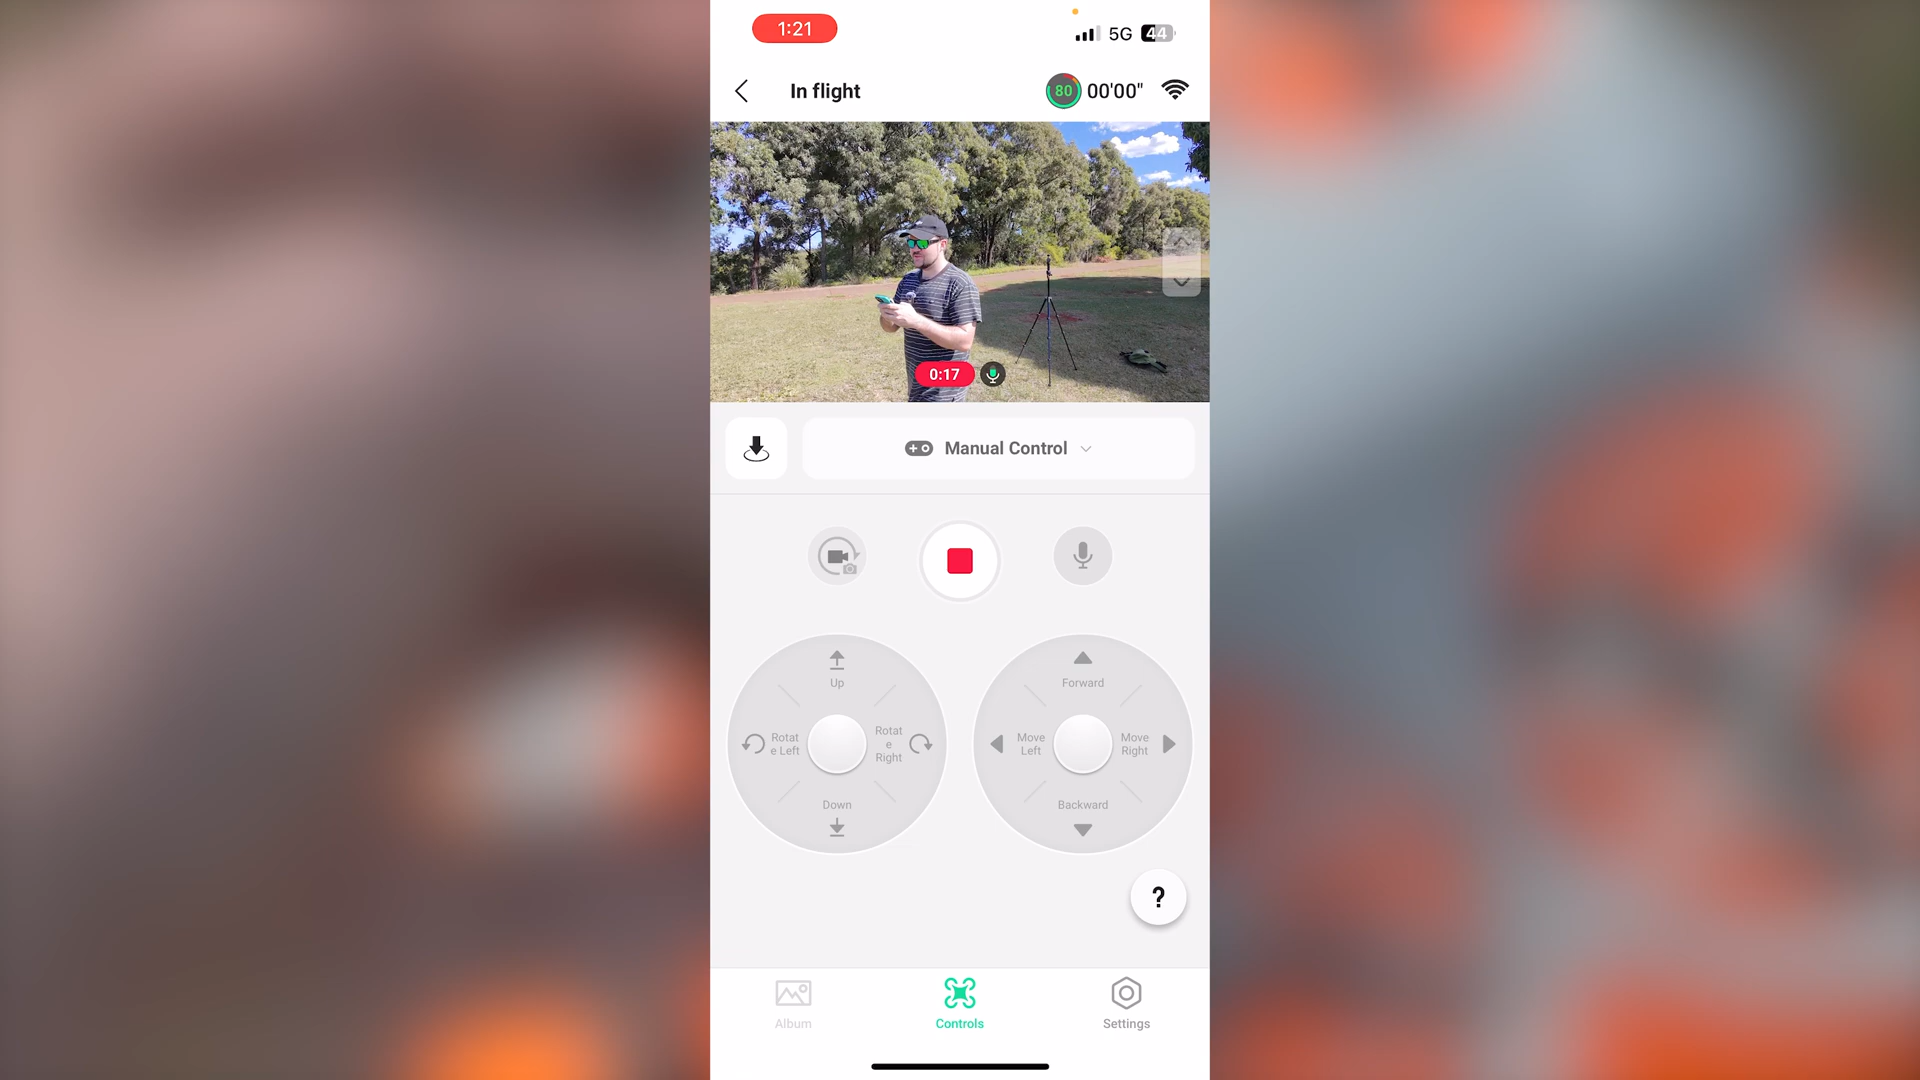 1:21
5G 44
In flight
80 00'00"
0:17
Manual Control
Up
Rotat
e Left
Rotat
e
Right
Down
Forward
Move
Left
Move
Right
Backward
?
Album
Controls
Settings